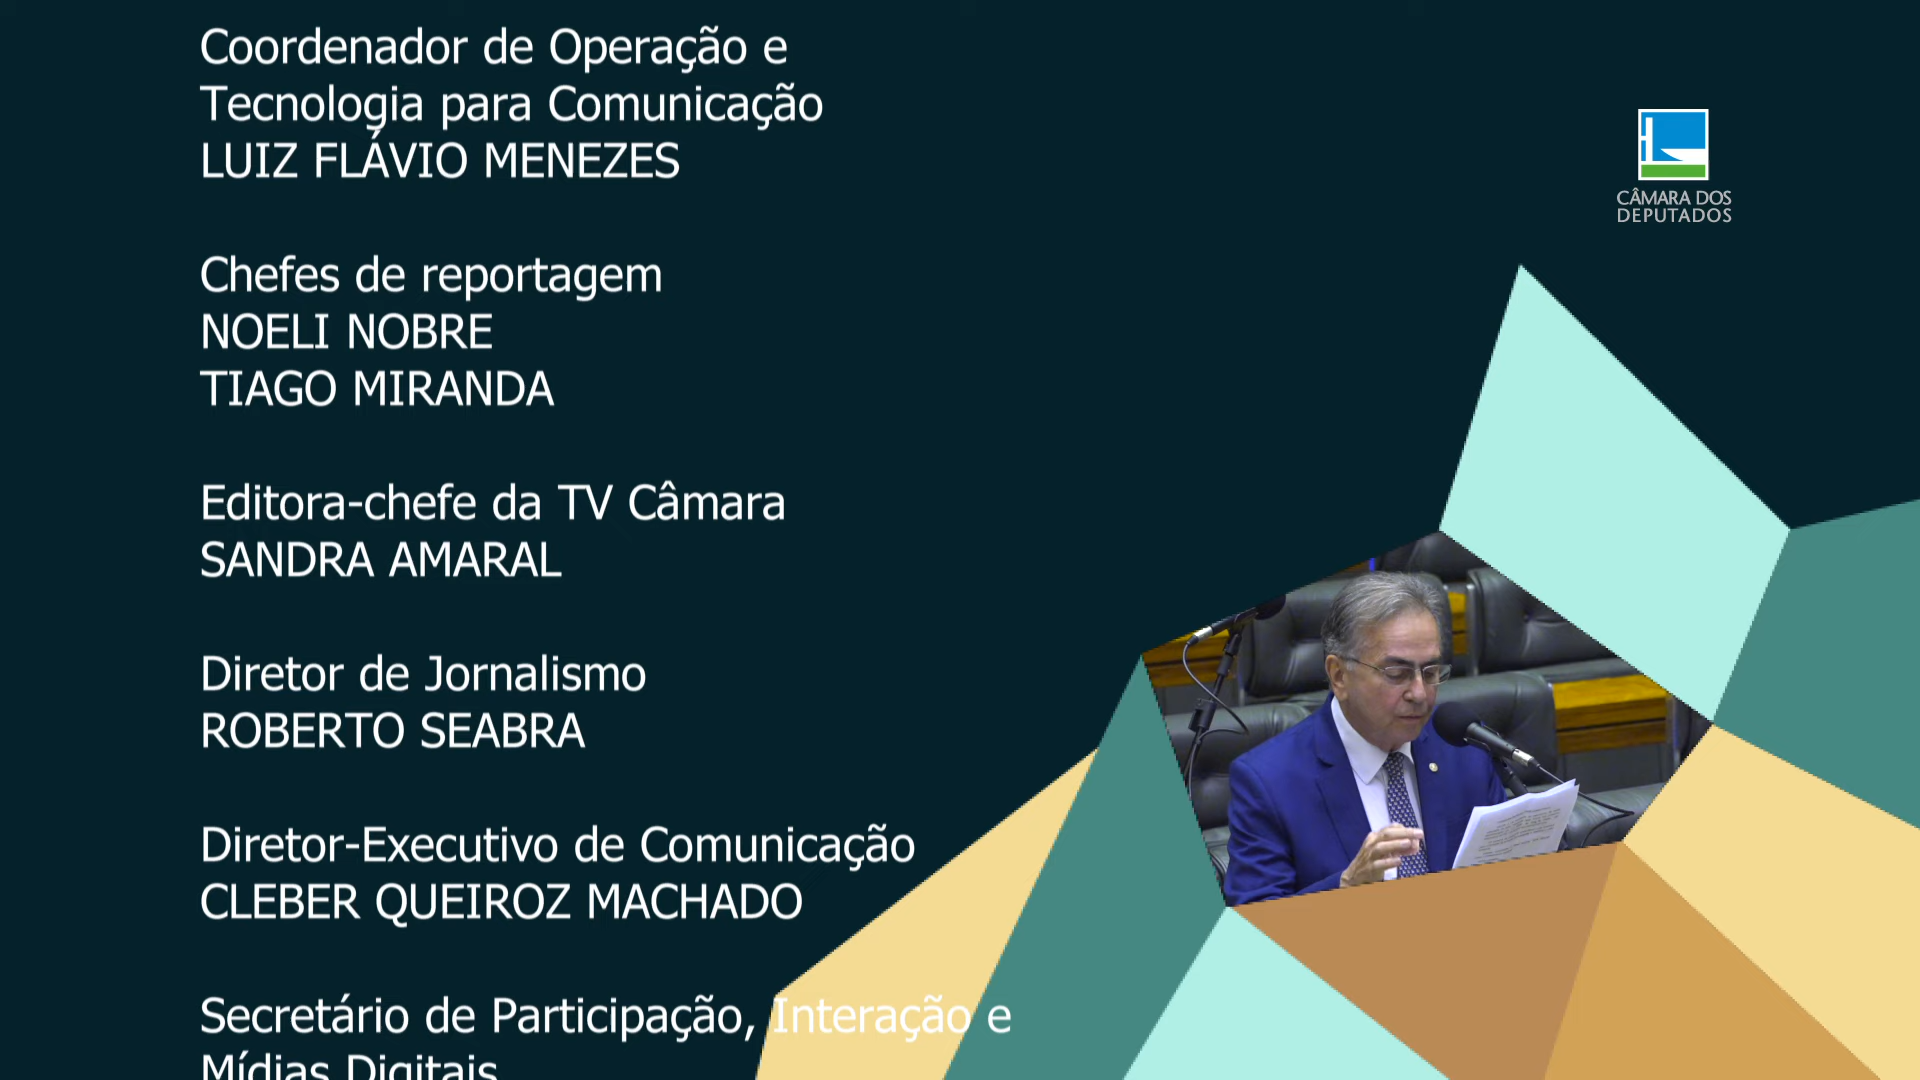 Coordenador de Operação e
Tecnologia para Comunicação
LUIZ FLÁVIO MENEZES
CÂMARA DOS
DEPUTADOS
Chefes de reportagem
NOELI NOBRE
TIAGO MIRANDA
Editora-chefe da TV Câmara
SANDRA AMARAL
Diretor de Jornalismo
ROBERTO SEABRA
Diretor-Executivo de Comunicação
CLEBER QUEIROZ MACHADO
Secretário de Participação, Interação e
Mídias Digitais